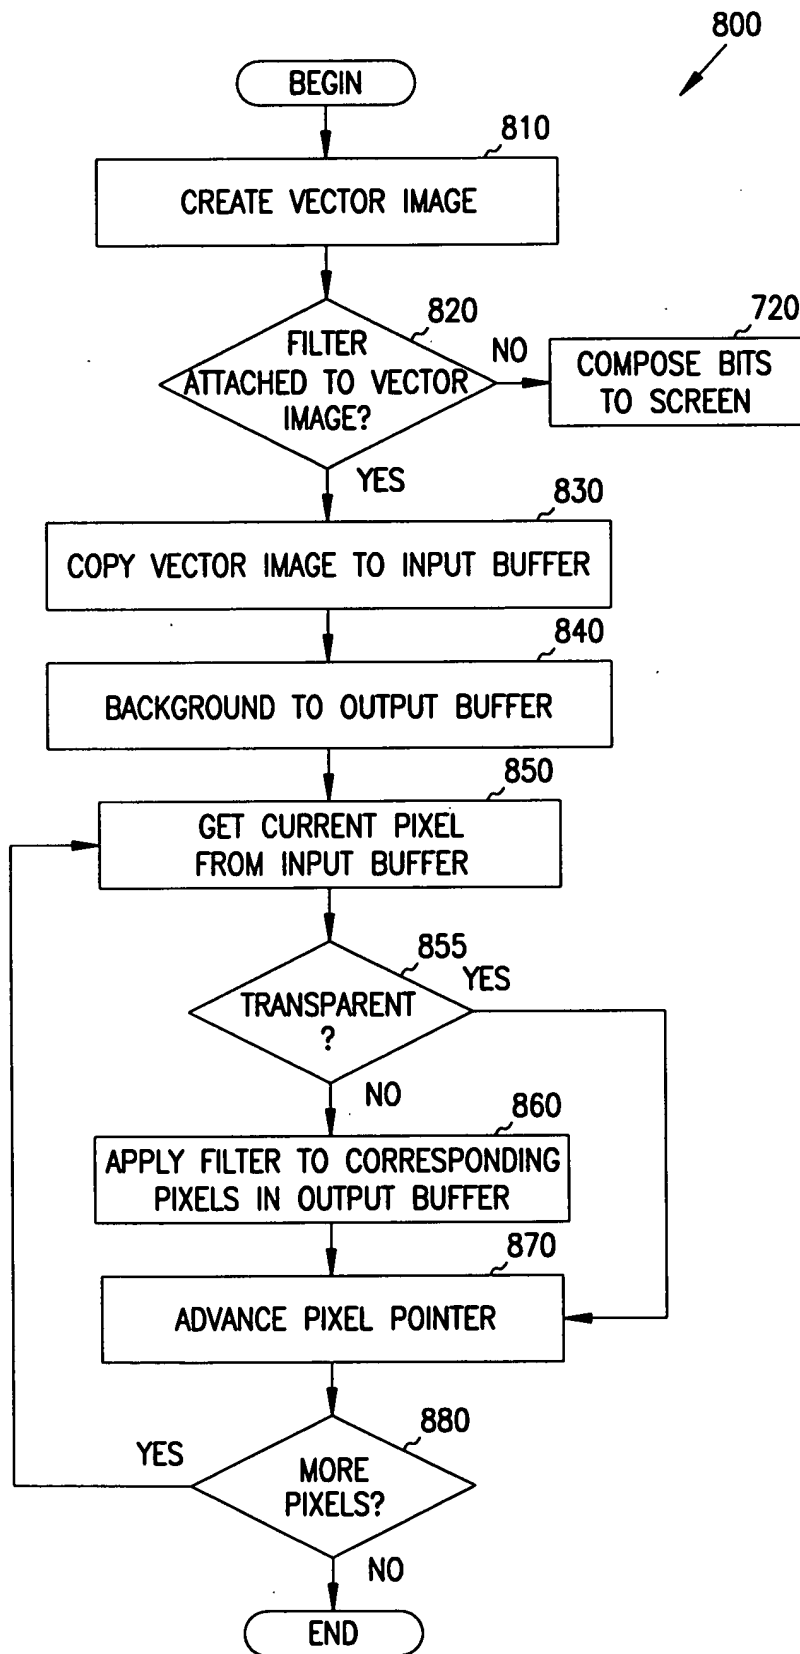 800
BEGIN
810
CREATE VECTOR IMAGE
820
FILTER
ATTACHED TO VECTOR
IMAGE?
NO
720
COMPOSE BITS
TO SCREEN
YES
830
COPY VECTOR IMAGE TO INPUT BUFFER
840
BACKGROUND TO OUTPUT BUFFER
850
GET CURRENT PIXEL
FROM INPUT BUFFER
855
YES
TRANSPARENT
?
NO
860
APPLY FILTER TO CORRESPONDING
PIXELS IN OUTPUT BUFFER
870
ADVANCE PIXEL POINTER
880
YES
MORE
PIXELS?
NO
END